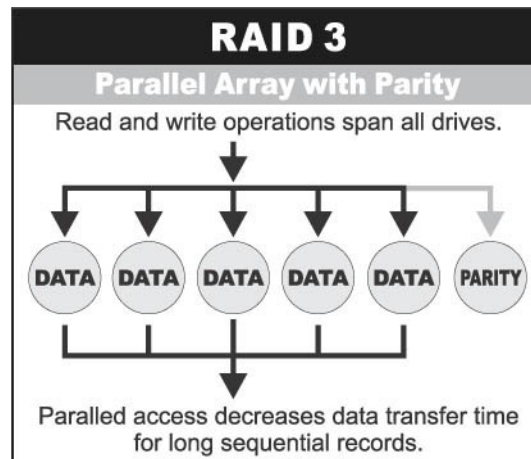 RAID 3
Parallel Array with Parity
Read and write operations span all drives.
DATA DATA DATA DATA DATA PARITY
Paralled access decreases data transfer time
for long sequential records.